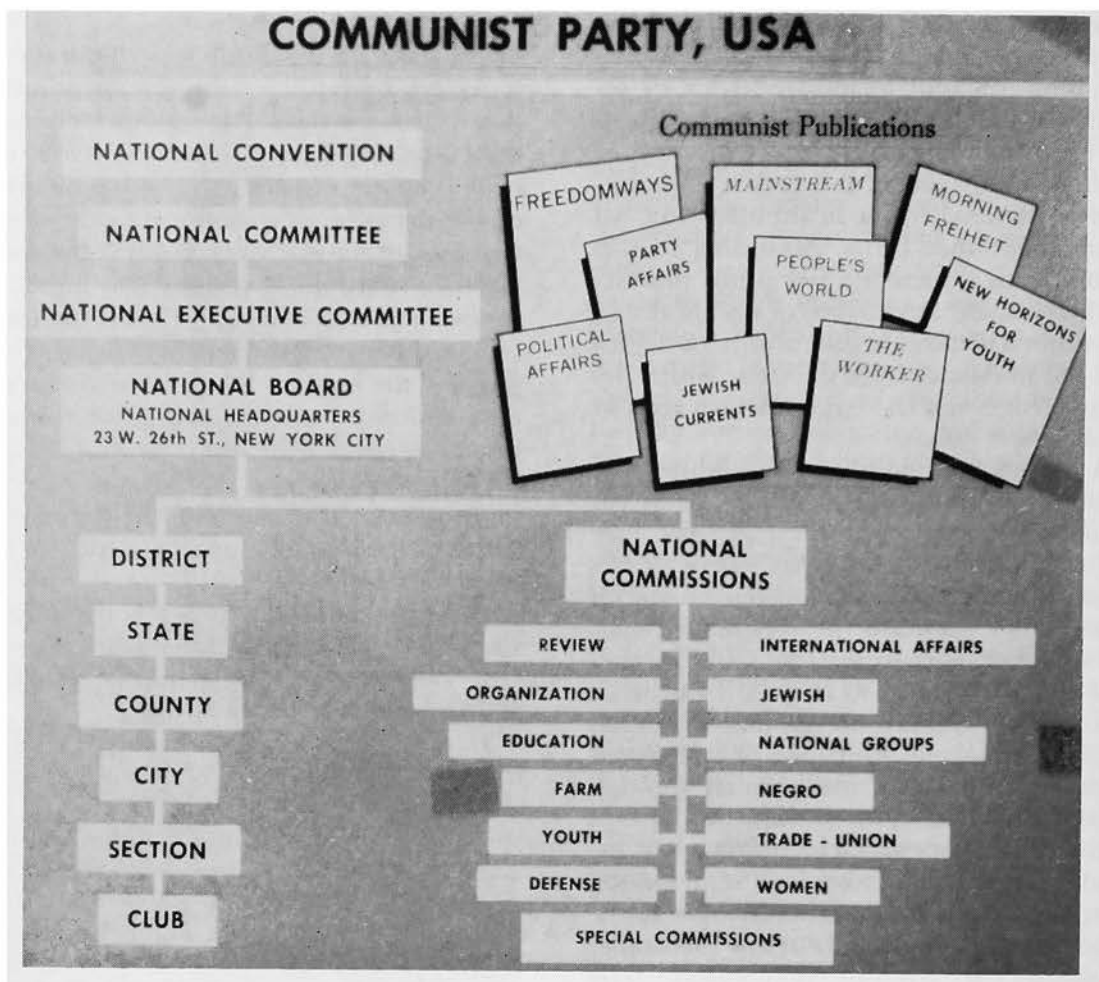 COMMUNIST PARTY, USA
NATIONAL CONVENTION
NATIONAL COMMITTEE
NATIONAL EXECUTIVE COMMITTEE
NATIONAL BOARD
NATIONAL HEADQUARTERS
23 W. 26th ST., NEW YORK CITY
Communist Publications
FREEDOMWAYS
MAINSTREAM
MORNING
FREIHEIT
PARTY
AFFAIRS
PEOPLE'S
WORLD
NEW HORIZONS
FOR
YOUTH
POLITICAL
AFFAIRS
JEWISH
CURRENTS
THE
WORKER
DISTRICT
STATE
COUNTY
CITY
SECTION
CLUB
NATIONAL
COMMISSIONS
REVIEW
INTERNATIONAL AFFAIRS
ORGANIZATION
JEWISH
EDUCATION
NATIONAL GROUPS
FARM
NEGRO
YOUTH
TRADE - UNION
DEFENSE
WOMEN
SPECIAL COMMISSIONS